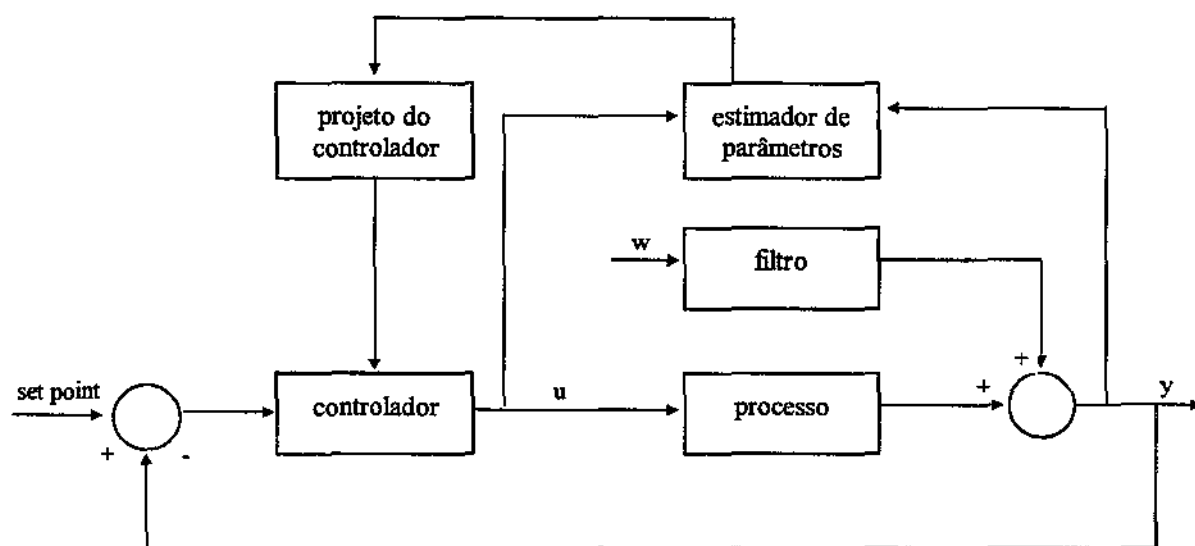 projeto do
controlador
estimador de
parâmetros
w
filtro
set point
+
-
controlador
u
processo
+
+
y